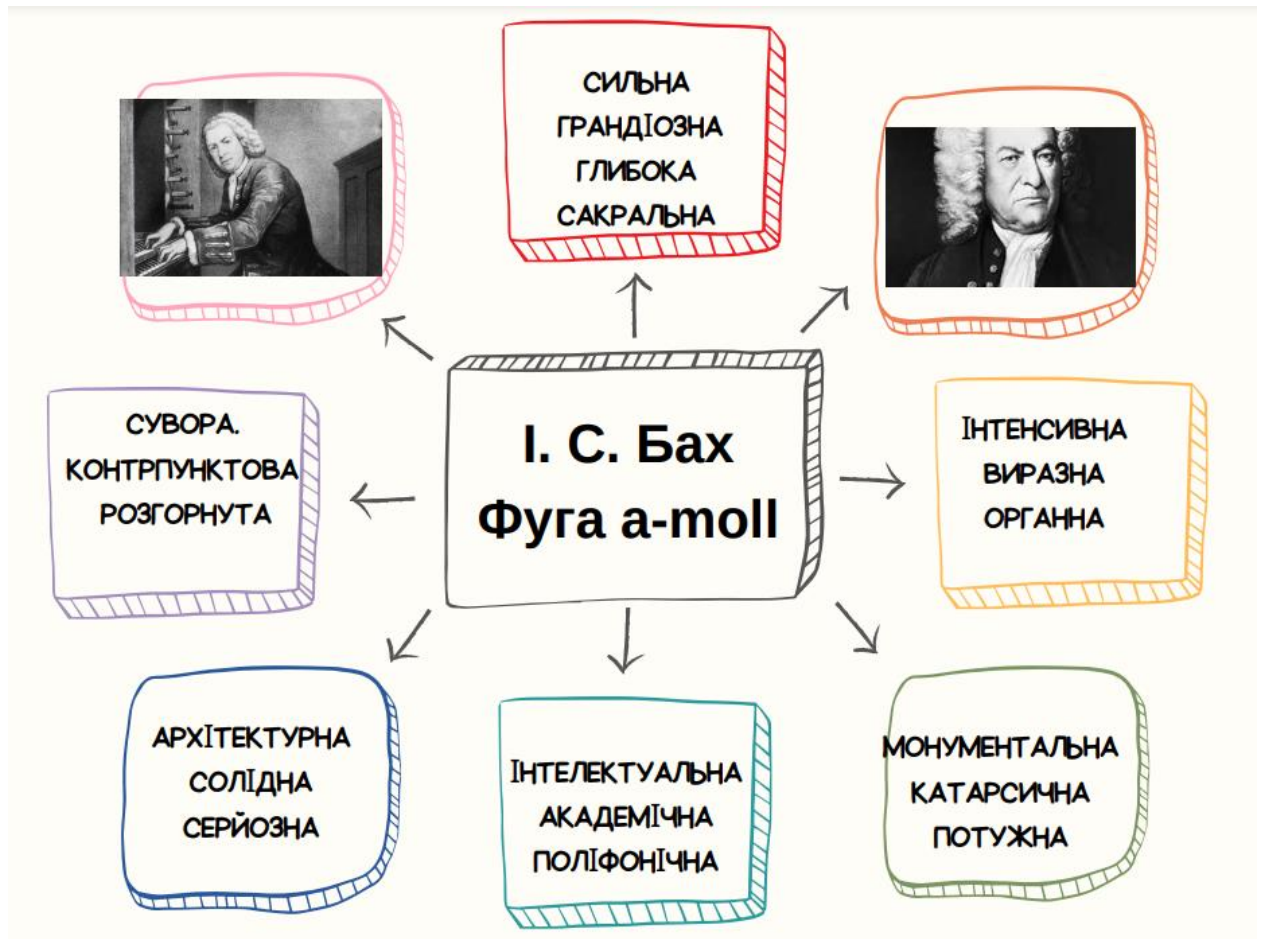 СИЛЬНА
ГРАНДІОЗНА
ГЛИБОКА
САКРАЛЬНА
СУВОРА.
КОНТРПУНКТОВА
РОЗГОРНУТА
І. С. Бах
Фуга a-moll
ІНТЕНСИВНА
ВИРАЗНА
ОРГАННА
АРХІТЕКТУРНА
СОЛІДНА
СЕРЙОЗНА
ІНТЕЛЕКТУАЛЬНА
АКАДЕМІЧНА
ПОЛІФОНІЧНА
МОНУМЕНТАЛЬНА
КАТАРСИЧНА
ПОТУЖНА